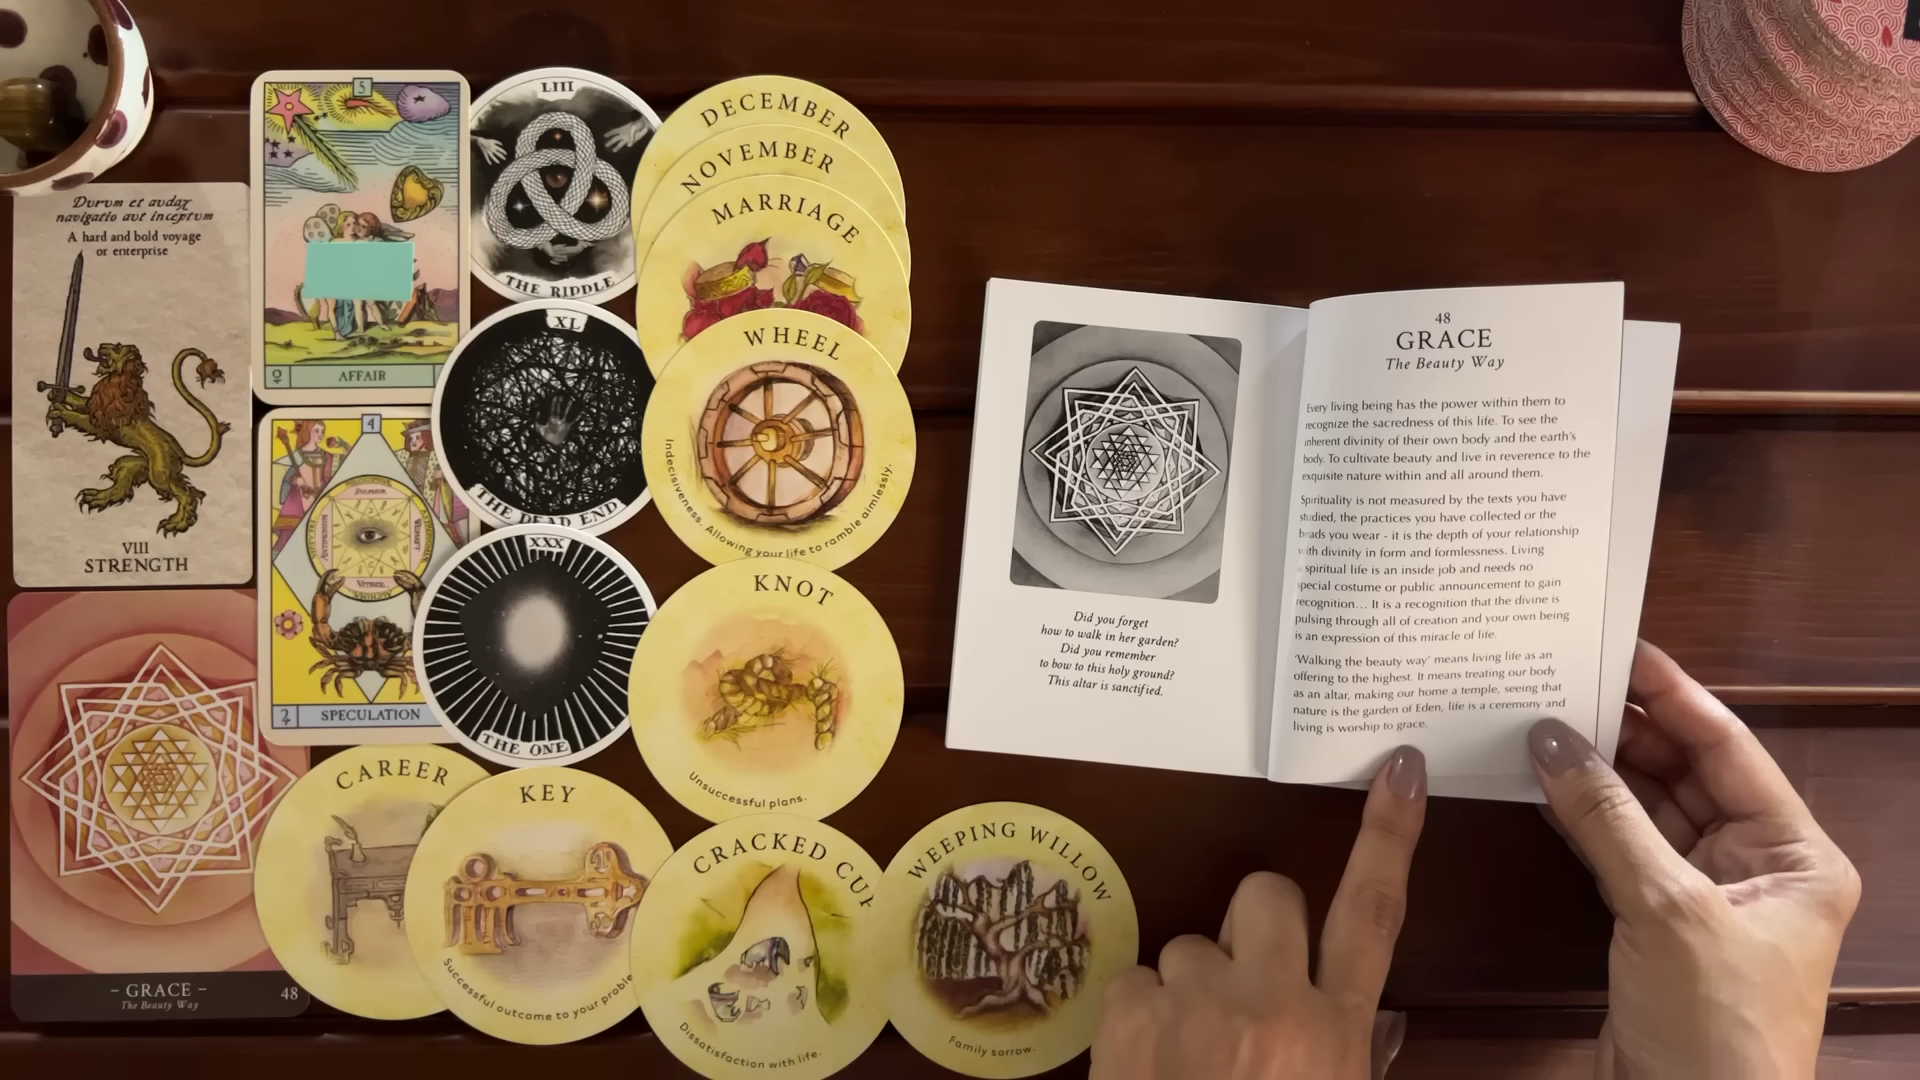 Dvrvm et avdax
navigatio avt inceptvm
A hard and bold voyage
or enterprise
VIII
STRENGTH
5
AFFAIR
4
SPECULATION
LIII
THE RIDDLE
XL
THE DEAD END
XXX
THE ONE
DECEMBER
NOVEMBER
MARRIAGE
WHEEL
Indecisiveness. Allowing your life to ramble aimlessly.
KNOT
Unsuccessful plans.
CAREER
KEY
Successful outcome to your proble
CRACKED CUP
Dissatisfaction with life.
WEEPING WILLOW
Family sorrow.
- GRACE -
The Beauty Way
48
Did you forget
how to walk in her garden?
Did you remember
to bow to this holy ground?
This altar is sanctified.
48
GRACE
The Beauty Way
Every living being has the power within them to
recognize the sacredness of this life. To see the
inherent divinity of their own body and the earth's
body. To cultivate beauty and live in reverence to the
exquisite nature within and all around them.
Spirituality is not measured by the texts you have
studied, the practices you have collected or the
beads you wear - it is the depth of your relationship
with divinity in form and formlessness. Living
a spiritual life is an inside job and needs no
special costume or public announcement to gain
recognition... It is a recognition that the divine is
pulsing through all of creation and your own being
is an expression of this miracle of life.
'Walking the beauty way' means living life as an
offering to the highest. It means treating our body
as an altar, making our home a temple, seeing that
nature is the garden of Eden, life is a ceremony and
living is worship to grace.